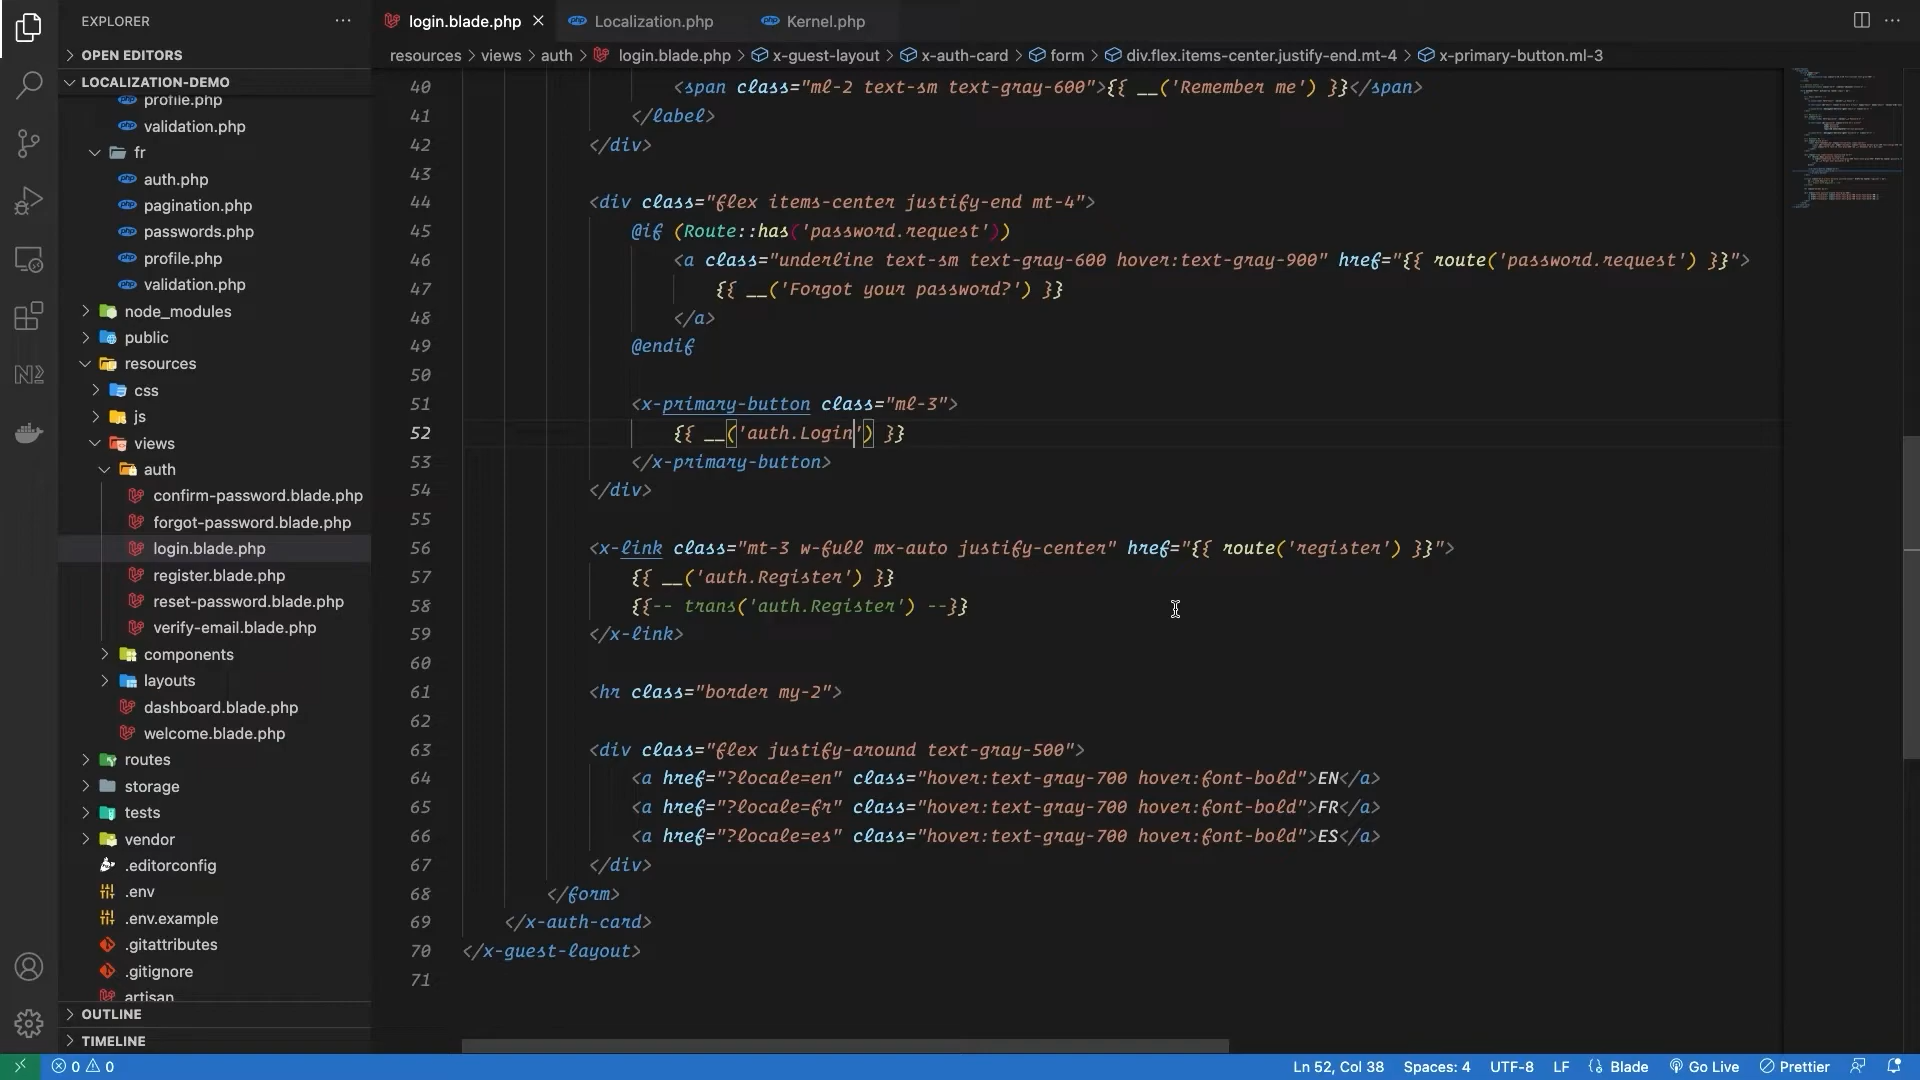 EXPLORER
login.blade.php
Localization.php
Kernel.php
OPEN EDITORS
resources > views > auth > login.blade.php > x-guest-layout > x-auth-card > form > div.flex.items-center.justify-end.mt-4 > x-primary-button.ml-3
LOCALIZATION-DEMO
profile.php
validation.php
fr
auth.php
pagination.php
passwords.php
profile.php
validation.php
node_modules
public
resources
css
js
views
auth
confirm-password.blade.php
forgot-password.blade.php
login.blade.php
register.blade.php
reset-password.blade.php
verify-email.blade.php
components
layouts
dashboard.blade.php
welcome.blade.php
routes
storage
tests
vendor
.editorconfig
.env
.env.example
.gitattributes
.gitignore
artisan
OUTLINE
TIMELINE
40 <span class="ml-2 text-sm text-gray-600">{{ __('Remember me') }}</span>
41 </label>
42 </div>
43
44 <div class="flex items-center justify-end mt-4">
45 @if (Route::has('password.request'))
46 <a class="underline text-sm text-gray-600 hover:text-gray-900" href="{{ route('password.request') }}">
47 {{ __('Forgot your password?') }}
48 </a>
49 @endif
50
51 <x-primary-button class="ml-3">
52 {{ __('auth.Login') }}
53 </x-primary-button>
54 </div>
55
56 <x-link class="mt-3 w-full mx-auto justify-center" href="{{ route('register') }}">
57 {{ __('auth.Register') }}
58 {{-- trans('auth.Register') --}}
59 </x-link>
60
61 <hr class="border my-2">
62
63 <div class="flex justify-around text-gray-500">
64 <a href="?locale=en" class="hover:text-gray-700 hover:font-bold">EN</a>
65 <a href="?locale=fr" class="hover:text-gray-700 hover:font-bold">FR</a>
66 <a href="?locale=es" class="hover:text-gray-700 hover:font-bold">ES</a>
67 </div>
68 </form>
69 </x-auth-card>
70 </x-guest-layout>
71
0 0 Ln 52, Col 38 Spaces: 4 UTF-8 LF Blade Go Live Prettier